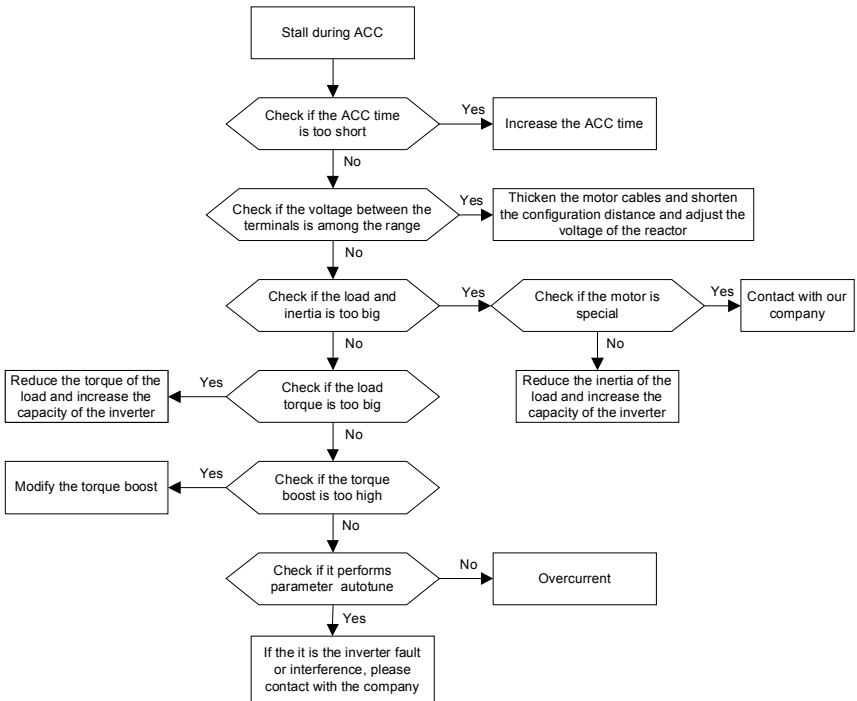 Stall during ACC
Check if the ACC time
is too short
Yes
Increase the ACC time
No
Check if the voltage between the
terminals is among the range
Yes
Thicken the motor cables and shorten
the configuration distance and adjust the
voltage of the reactor
No
Check if the load and
inertia is too big
Yes
Check if the motor is
special
Yes
Contact with our
company
No
Reduce the inertia of the
load and increase the
capacity of the inverter
No
Check if the load
torque is too big
Yes
Reduce the torque of the
load and increase the
capacity of the inverter
No
Check if the torque
boost is too high
Yes
Modify the torque boost
No
Check if it performs
parameter autotune
No
Overcurrent
Yes
If the it is the inverter fault
or interference, please
contact with the company